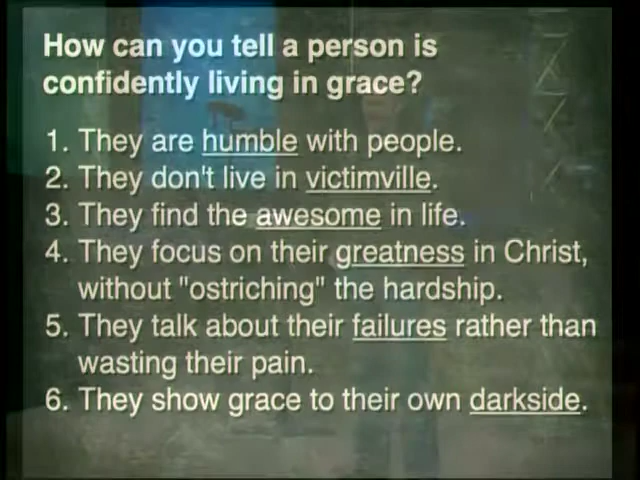 How can you tell a person is
confidently living in grace?
1. They are humble with people.
2. They don't live in victimville.
3. They find the awesome in life.
4. They focus on their greatness in Christ,
without "ostriching" the hardship.
5. They talk about their failures rather than
wasting their pain.
6. They show grace to their own darkside.